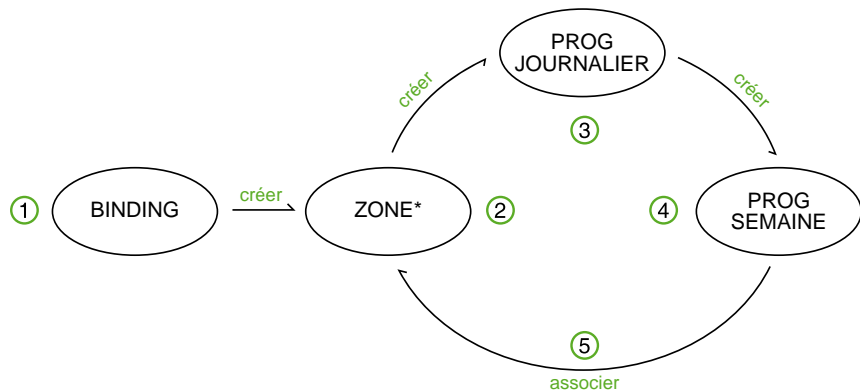 PROG
JOURNALIER
créer
créer
3
1
BINDING
créer
ZONE*
2
4
PROG
SEMAINE
5
associer